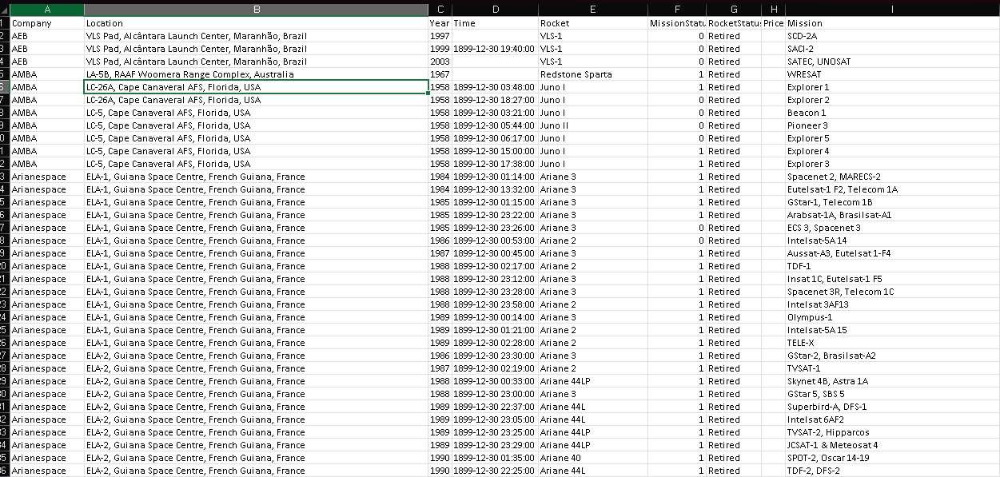 A B C D E F G H I
1 Company Location Year Time Rocket MissionStatu RocketStatus Price Mission
2 AEB VLS Pad, Alcântara Launch Center, Maranhão, Brazil 1997 VLS-1 0 Retired SCD-2A
3 AEB VLS Pad, Alcântara Launch Center, Maranhão, Brazil 1999 1899-12-30 19:40:00 VLS-1 0 Retired SACI-2
4 AEB VLS Pad, Alcântara Launch Center, Maranhão, Brazil 2003 VLS-1 0 Retired SATEC, UNOSAT
5 AMBA LA-5B, RAAF Woomera Range Complex, Australia 1967 Redstone Sparta 1 Retired WRESAT
6 AMBA LC-26A, Cape Canaveral AFS, Florida, USA 1958 1899-12-30 03:48:00 Juno I 1 Retired Explorer 1
7 AMBA LC-26A, Cape Canaveral AFS, Florida, USA 1958 1899-12-30 18:27:00 Juno I 0 Retired Explorer 2
8 AMBA LC-5, Cape Canaveral AFS, Florida, USA 1958 1899-12-30 03:21:00 Juno I 0 Retired Beacon 1
9 AMBA LC-5, Cape Canaveral AFS, Florida, USA 1958 1899-12-30 05:44:00 Juno II 0 Retired Pioneer 3
0 AMBA LC-5, Cape Canaveral AFS, Florida, USA 1958 1899-12-30 06:17:00 Juno I 0 Retired Explorer 5
1 AMBA LC-5, Cape Canaveral AFS, Florida, USA 1958 1899-12-30 15:00:00 Juno I 1 Retired Explorer 4
2 AMBA LC-5, Cape Canaveral AFS, Florida, USA 1958 1899-12-30 17:38:00 Juno I 1 Retired Explorer 3
3 Arianespace ELA-1, Guiana Space Centre, French Guiana, France 1984 1899-12-30 01:14:00 Ariane 3 1 Retired Spacenet 2, MARECS-2
4 Arianespace ELA-1, Guiana Space Centre, French Guiana, France 1984 1899-12-30 13:32:00 Ariane 3 1 Retired Eutelsat-1 F2, Telecom 1A
5 Arianespace ELA-1, Guiana Space Centre, French Guiana, France 1985 1899-12-30 01:15:00 Ariane 3 1 Retired GStar-1, Telecom 1B
6 Arianespace ELA-1, Guiana Space Centre, French Guiana, France 1985 1899-12-30 23:22:00 Ariane 3 1 Retired Arabsat-1A, Brasilsat-A1
7 Arianespace ELA-1, Guiana Space Centre, French Guiana, France 1985 1899-12-30 23:26:00 Ariane 3 0 Retired ECS 3, Spacenet 3
8 Arianespace ELA-1, Guiana Space Centre, French Guiana, France 1986 1899-12-30 00:53:00 Ariane 2 0 Retired Intelsat-5A 14
9 Arianespace ELA-1, Guiana Space Centre, French Guiana, France 1987 1899-12-30 00:45:00 Ariane 3 1 Retired Aussat-A3, Eutelsat 1-F4
20 Arianespace ELA-1, Guiana Space Centre, French Guiana, France 1988 1899-12-30 02:17:00 Ariane 2 1 Retired TDF-1
21 Arianespace ELA-1, Guiana Space Centre, French Guiana, France 1988 1899-12-30 23:12:00 Ariane 3 1 Retired Insat 1C, Eutelsat-1 F5
22 Arianespace ELA-1, Guiana Space Centre, French Guiana, France 1988 1899-12-30 23:28:00 Ariane 3 1 Retired Spacenet 3R, Telecom 1C
23 Arianespace ELA-1, Guiana Space Centre, French Guiana, France 1988 1899-12-30 23:58:00 Ariane 2 1 Retired Intelsat 3AF13
24 Arianespace ELA-1, Guiana Space Centre, French Guiana, France 1989 1899-12-30 00:14:00 Ariane 3 1 Retired Olympus-1
25 Arianespace ELA-1, Guiana Space Centre, French Guiana, France 1989 1899-12-30 01:21:00 Ariane 2 1 Retired Intelsat-5A 15
26 Arianespace ELA-1, Guiana Space Centre, French Guiana, France 1989 1899-12-30 02:28:00 Ariane 2 1 Retired TELE-X
27 Arianespace ELA-2, Guiana Space Centre, French Guiana, France 1986 1899-12-30 23:30:00 Ariane 3 1 Retired GStar-2, Brasilsat-A2
28 Arianespace ELA-2, Guiana Space Centre, French Guiana, France 1987 1899-12-30 02:19:00 Ariane 2 1 Retired TVSAT-1
29 Arianespace ELA-2, Guiana Space Centre, French Guiana, France 1988 1899-12-30 00:33:00 Ariane 44LP 1 Retired Skynet 4B, Astra 1A
30 Arianespace ELA-2, Guiana Space Centre, French Guiana, France 1988 1899-12-30 23:00:00 Ariane 3 1 Retired GStar 5, SBS 5
31 Arianespace ELA-2, Guiana Space Centre, French Guiana, France 1989 1899-12-30 22:37:00 Ariane 44L 1 Retired Superbird-A, DFS-1
32 Arianespace ELA-2, Guiana Space Centre, French Guiana, France 1989 1899-12-30 23:05:00 Ariane 44L 1 Retired Intelsat 6AF2
33 Arianespace ELA-2, Guiana Space Centre, French Guiana, France 1989 1899-12-30 23:25:00 Ariane 44LP 1 Retired TVSAT-2, Hipparcos
34 Arianespace ELA-2, Guiana Space Centre, French Guiana, France 1989 1899-12-30 23:29:00 Ariane 44LP 1 Retired JCSAT-1 & Meteosat 4
35 Arianespace ELA-2, Guiana Space Centre, French Guiana, France 1990 1899-12-30 01:35:00 Ariane 40 1 Retired SPOT-2, Oscar 14-19
36 Arianespace ELA-2, Guiana Space Centre, French Guiana, France 1990 1899-12-30 22:25:00 Ariane 44L 1 Retired TDF-2, DFS-2